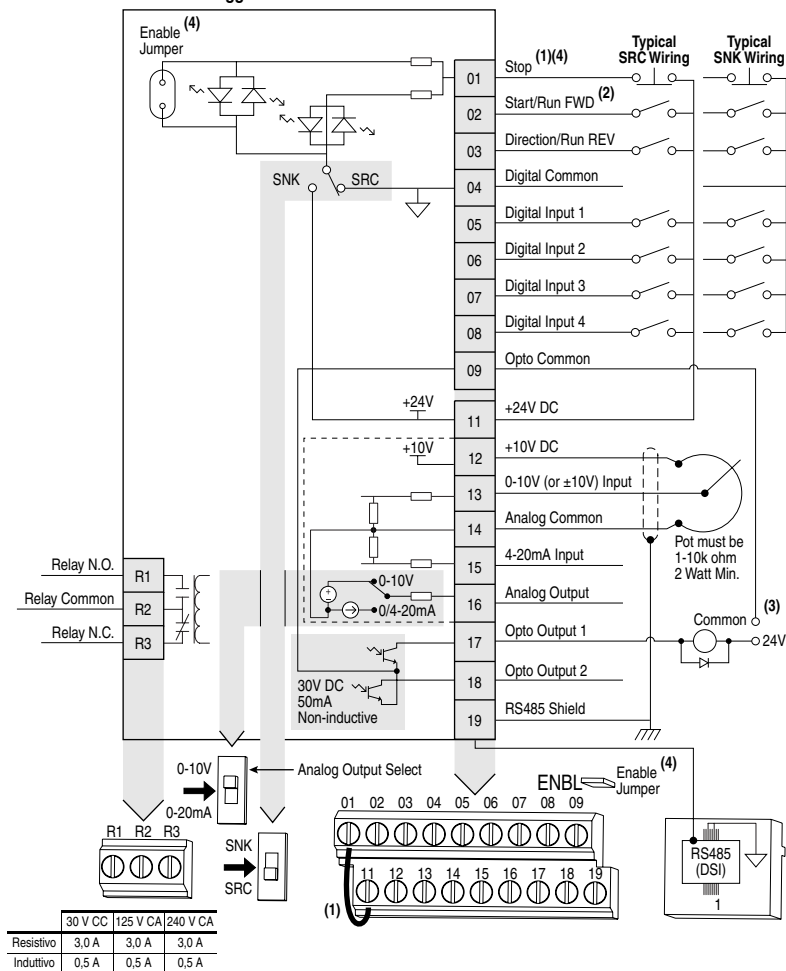 Enable (4)
Jumper
SNK
SRC
+24V
+10V
0-10V
0/4-20mA
30V DC
50mA
Non-inductive
Relay N.O.
Relay Common
Relay N.C.
R1
R2
R3
01
02
03
04
05
06
07
08
09
11
12
13
14
15
16
17
18
19
Stop (1)(4)
Start/Run FWD (2)
Direction/Run REV
Digital Common
Digital Input 1
Digital Input 2
Digital Input 3
Digital Input 4
Opto Common
+24V DC
+10V DC
0-10V (or ±10V) Input
Analog Common
4-20mA Input
Analog Output
Opto Output 1
Opto Output 2
RS485 Shield
Typical
SRC Wiring
Typical
SNK Wiring
Pot must be
1-10k ohm
2 Watt Min.
Common
(3)
24V
0-10V
0-20mA
Analog Output Select
SNK
SRC
R1 R2 R3
ENBL
Enable (4)
Jumper
01 02 03 04 05 06 07 08 09
11 12 13 14 15 16 17 18 19
(1)
RS485
(DSI)
1
30 V CC 125 V CA 240 V CA
Resistivo 3,0 A 3,0 A 3,0 A
Induttivo 0,5 A 0,5 A 0,5 A